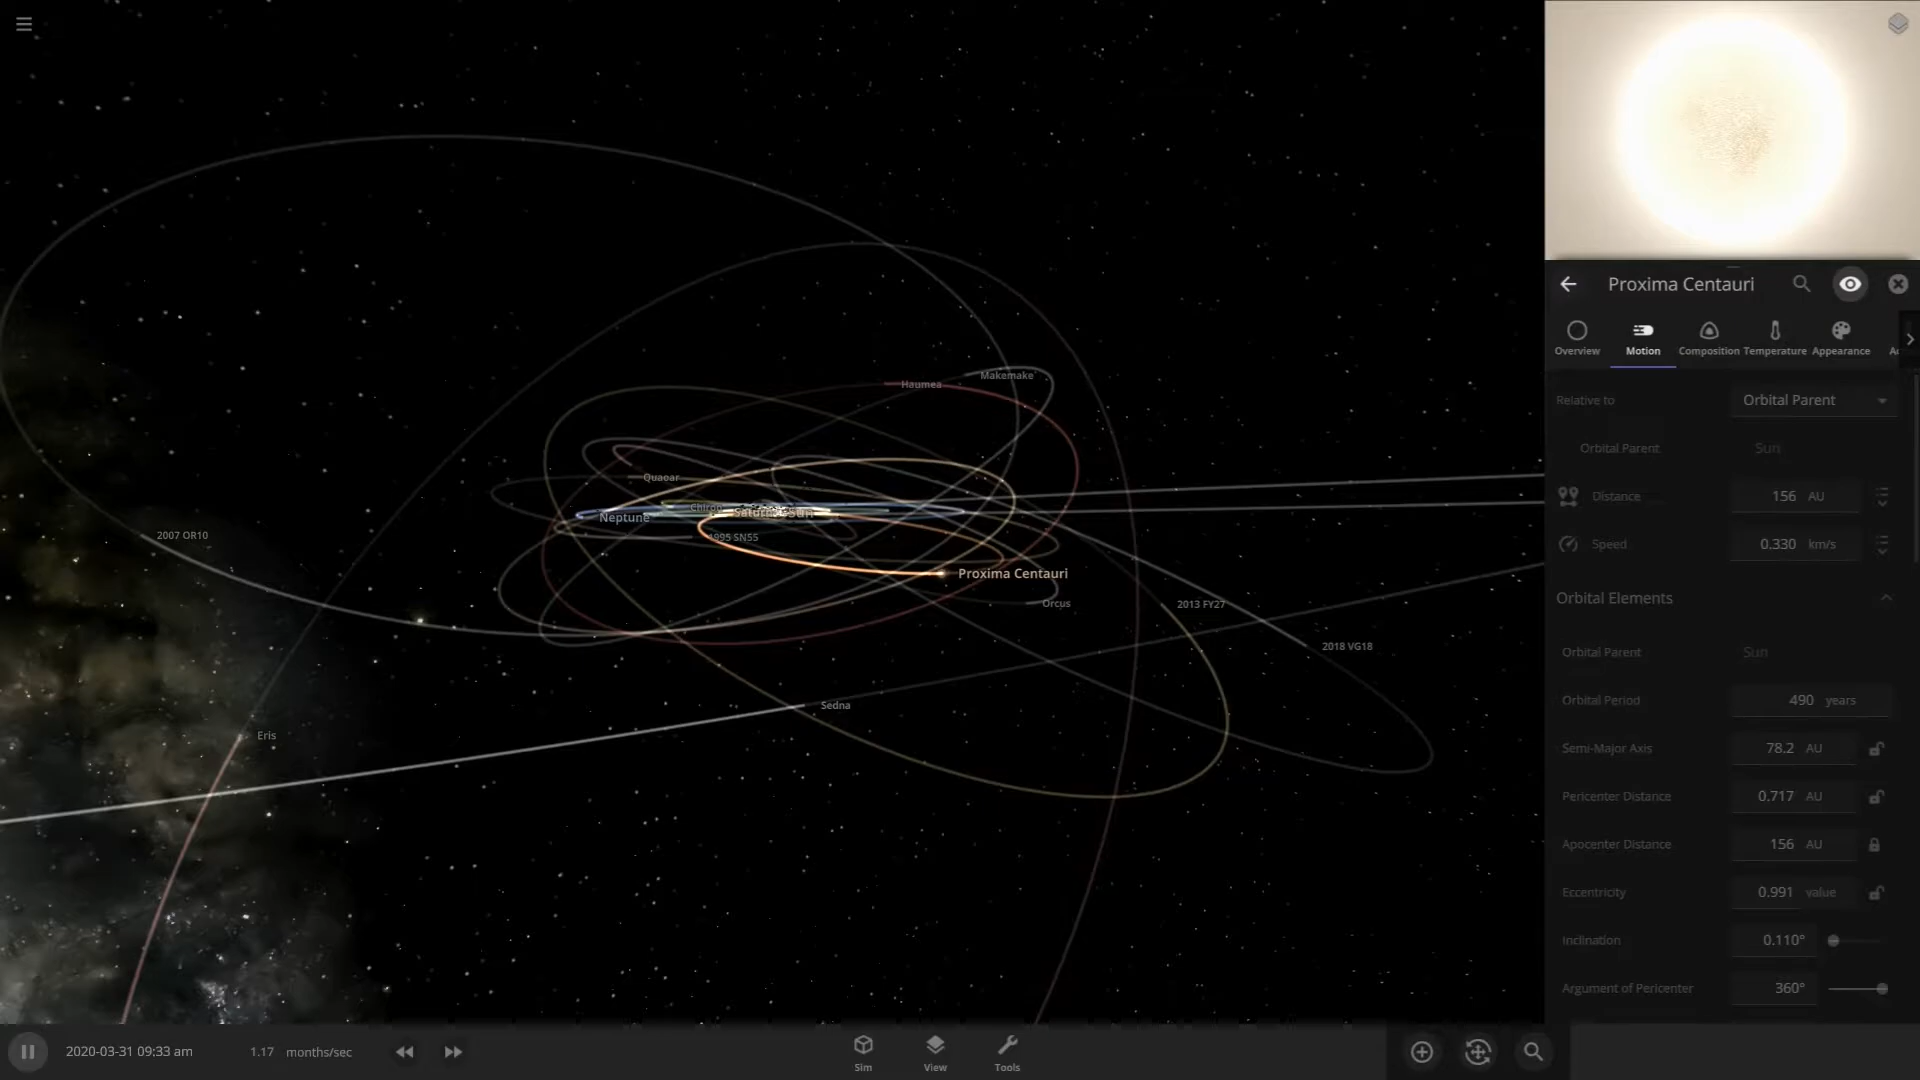 Proxima Centauri
Overview
Motion
Composition
Temperature
Appearance
Relative to
Orbital Parent
Orbital Parent
Sun
Distance
156 AU
Speed
0.330 km/s
Orbital Elements
Orbital Parent
Sun
Orbital Period
490 years
Semi-Major Axis
78.2 AU
Pericenter Distance
0.717 AU
Apocenter Distance
156 AU
Eccentricity
0.991 value
Inclination
0.110°
Argument of Pericenter
360°
Makemake
Haumea
Quaoar
Chiron
Neptune
Saturn
Sun
2007 OR10
1995 SN55
Proxima Centauri
Orcus
2013 FY27
2018 VG18
Sedna
Eris
2020-03-31 09:33 am
1.17 months/sec
Sim
View
Tools